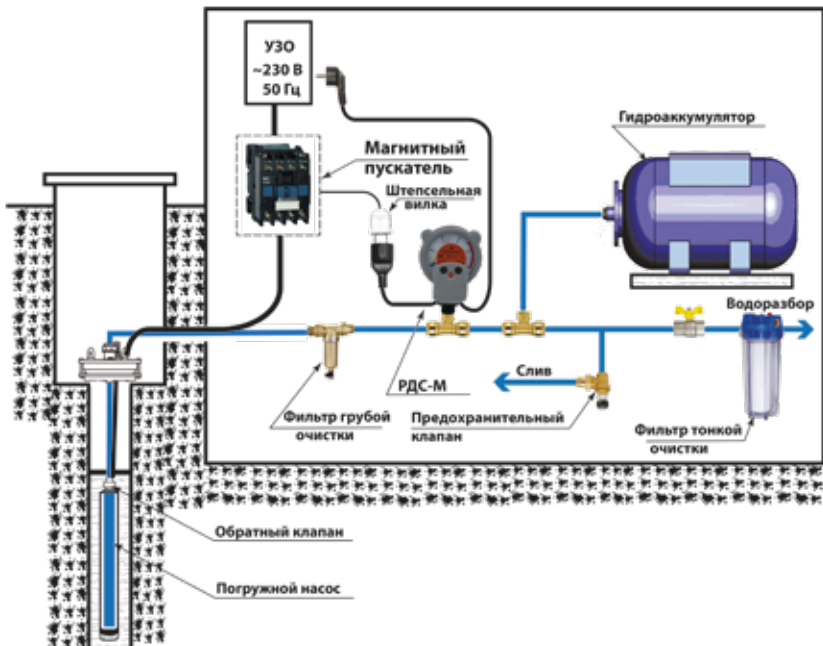 УЗО
~230 В
50 Гц
Магнитный
пускатель
Штепсельная
вилка
Гидроаккумулятор
Водоразбор
РДС-М
Слив
Фильтр грубой
очистки
Предохранительный
клапан
Фильтр тонкой
очистки
Обратный клапан
Погружной насос